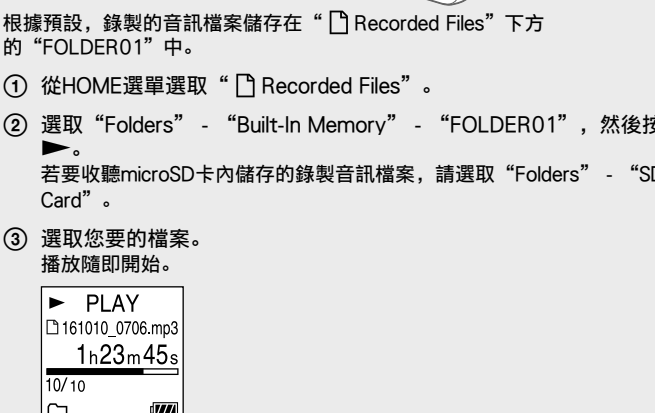 根據預設，錄製的音訊檔案儲存在“ Recorded Files”下方
的“FOLDER01”中。
① 從HOME選單選取“ Recorded Files”。
② 選取“Folders” - “Built-In Memory” - “FOLDER01”，然後按
►。
若要收聽microSD卡內儲存的錄製音訊檔案，請選取“Folders” - “SD
Card”。
③ 選取您要的檔案。
播放隨即開始。
► PLAY
161010_0706.mp3
1h23m45s
10/10